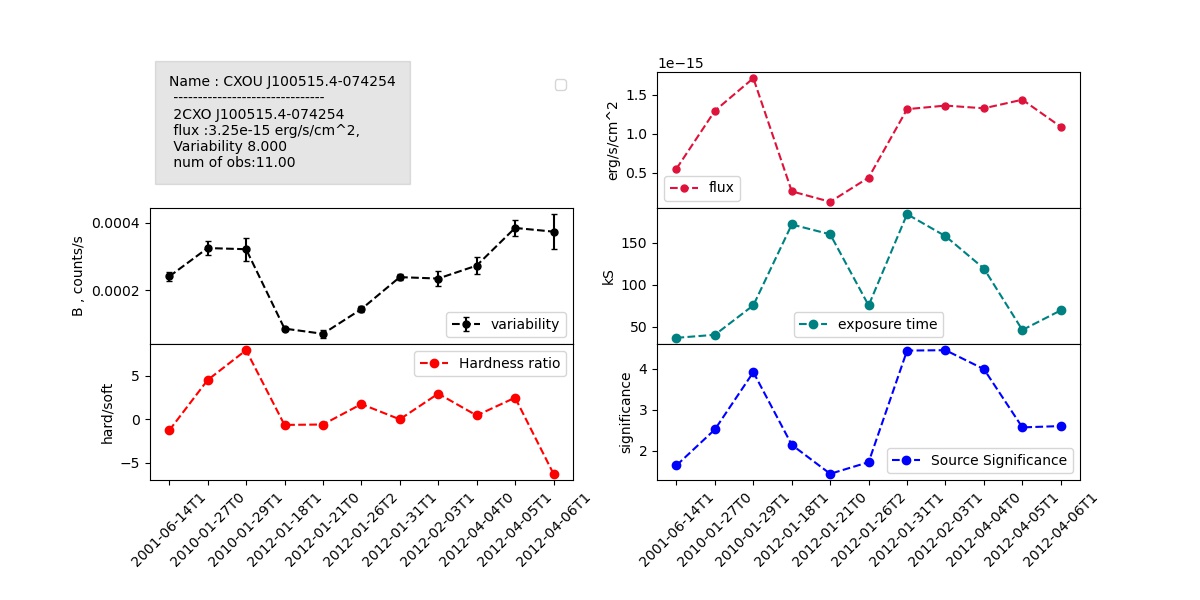 Name : CXOU J100515.4-074254
------------------------------
2CXO J100515.4-074254
flux :3.25e-15 erg/s/cm^2,
Variability 8.000
num of obs:11.00
1e−15
1.5
1.0
0.5
erg/s/cm^2
flux
0.0004
0.0002
B , counts/s
variability
150
100
50
kS
exposure time
5
0
−5
hard/soft
Hardness ratio
4
3
2
significance
Source Significance
2001-06-14T1
2010-01-27T0
2010-01-29T1
2012-01-18T1
2012-01-21T0
2012-01-26T2
2012-01-31T1
2012-02-03T1
2012-04-04T0
2012-04-05T1
2012-04-06T1
2001-06-14T1
2010-01-27T0
2010-01-29T1
2012-01-18T1
2012-01-21T0
2012-01-26T2
2012-01-31T1
2012-02-03T1
2012-04-04T0
2012-04-05T1
2012-04-06T1